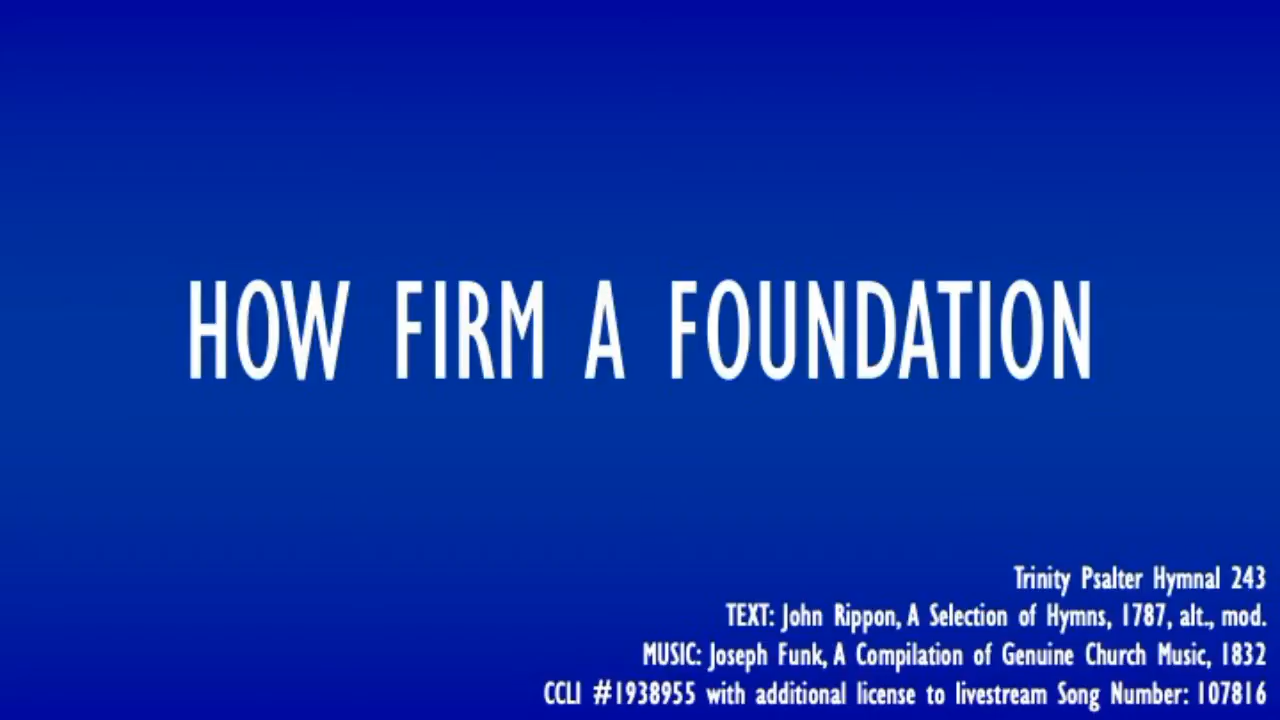 HOW FIRM A FOUNDATION
Trinity Psalter Hymnal 243
TEXT: John Rippon, A Selection of Hymns, 1787, alt., mod.
MUSIC: Joseph Funk, A Compilation of Genuine Church Music, 1832
CCLI #1938955 with additional license to livestream Song Number: 107816